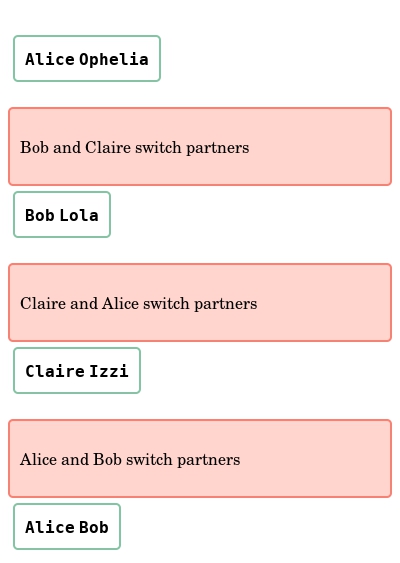 Alice Ophelia
Bob and Claire switch partners
Bob Lola
Claire and Alice switch partners
Claire Izzi
Alice and Bob switch partners
Alice Bob